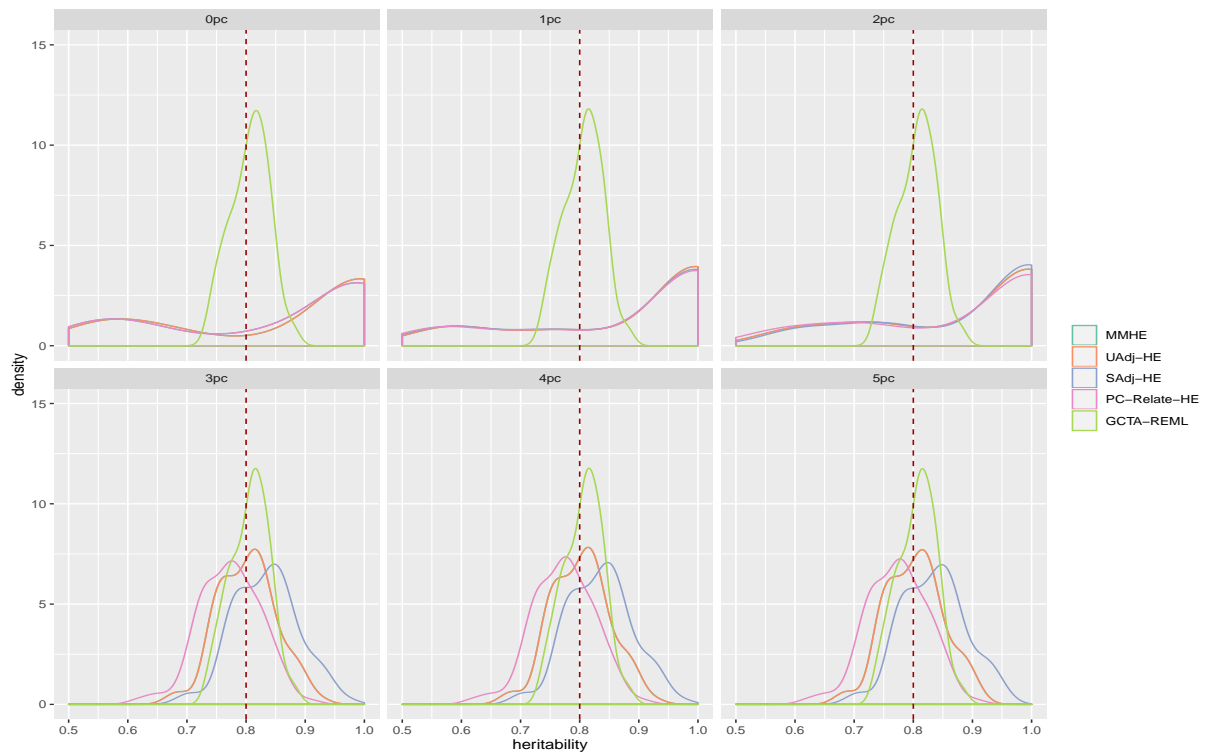 0pc 1pc 2pc
15
10
5
0
density
3pc 4pc 5pc
15
10
5
0
0.5 0.6 0.7 0.8 0.9 1.0 0.5 0.6 0.7 0.8 0.9 1.0 0.5 0.6 0.7 0.8 0.9 1.0
heritability
MMHE
UAdj−HE
SAdj−HE
PC−Relate−HE
GCTA−REML